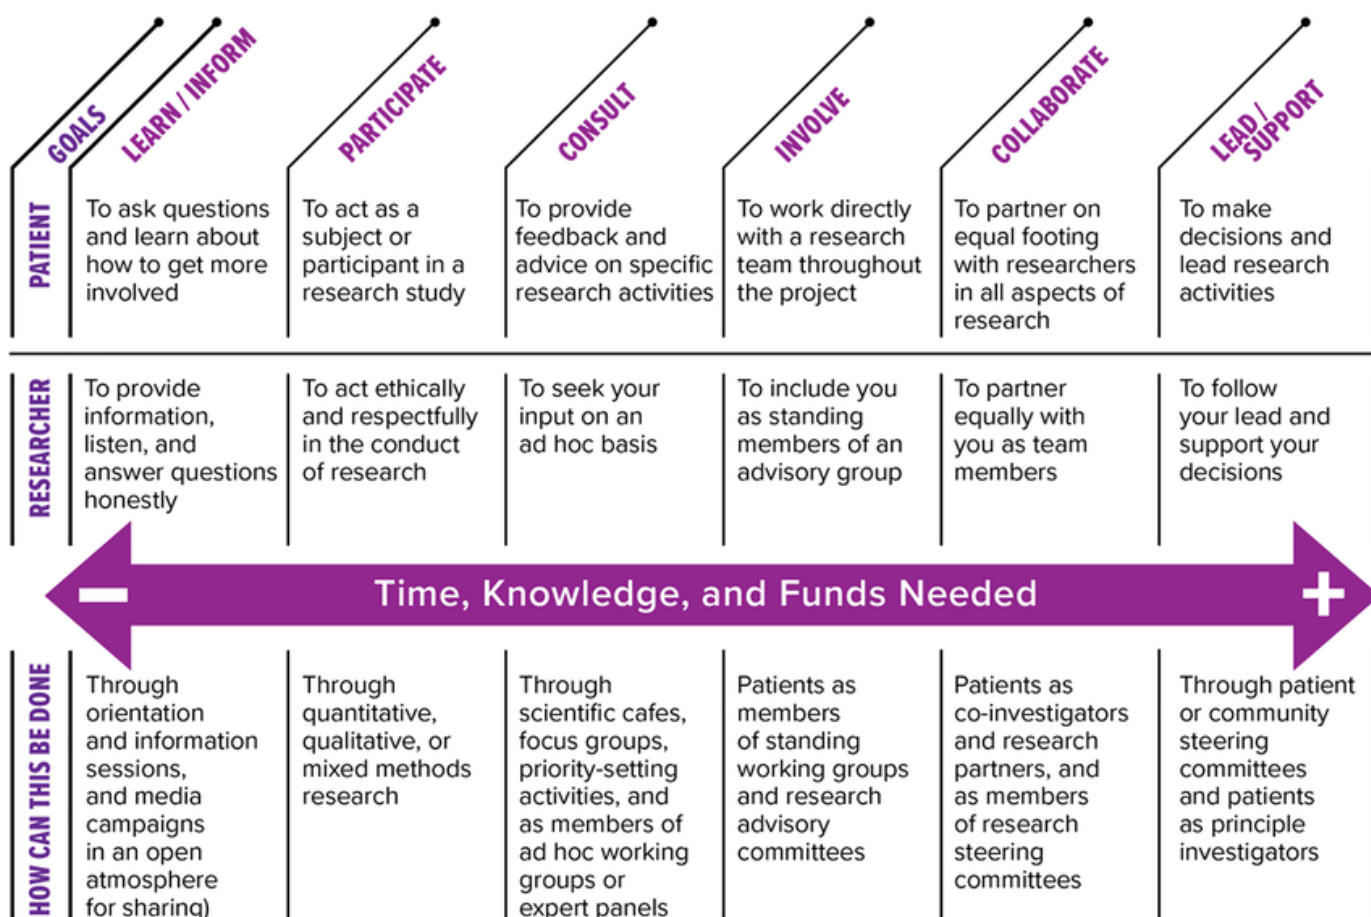 GOALS
LEARN / INFORM
PARTICIPATE
CONSULT
INVOLVE
COLLABORATE
LEAD /
SUPPORT
PATIENT
To ask questions
and learn about
how to get more
involved
To act as a
subject or
participant in a
research study
To provide
feedback and
advice on specific
research activities
To work directly
with a research
team throughout
the project
To partner on
equal footing
with researchers
in all aspects of
research
To make
decisions and
lead research
activities
RESEARCHER
To provide
information,
listen, and
answer questions
honestly
To act ethically
and respectfully
in the conduct
of research
To seek your
input on an
ad hoc basis
To include you
as standing
members of an
advisory group
To partner
equally with
you as team
members
To follow
your lead and
support your
decisions
− Time, Knowledge, and Funds Needed +
HOW CAN THIS BE DONE
Through
orientation
and information
sessions,
and media
campaigns
in an open
atmosphere
for sharing)
Through
quantitative,
qualitative, or
mixed methods
research
Through
scientific cafes,
focus groups,
priority-setting
activities, and
as members of
ad hoc working
groups or
expert panels
Patients as
members
of standing
working groups
and research
advisory
committees
Patients as
co-investigators
and research
partners, and
as members
of research
steering
committees
Through patient
or community
steering
committees
and patients
as principle
investigators